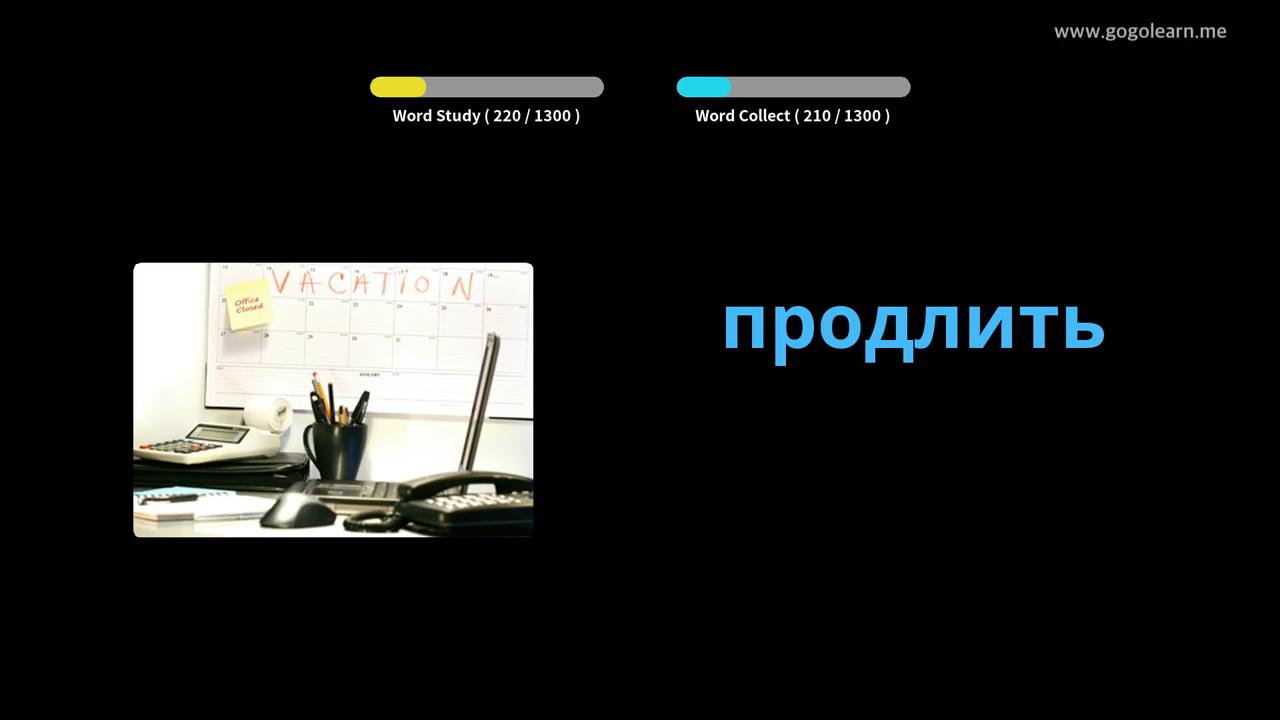 www.gogolearn.me
Word Study ( 220 / 1300 )
Word Collect ( 210 / 1300 )
VACATiON
Office
Closed
продлить